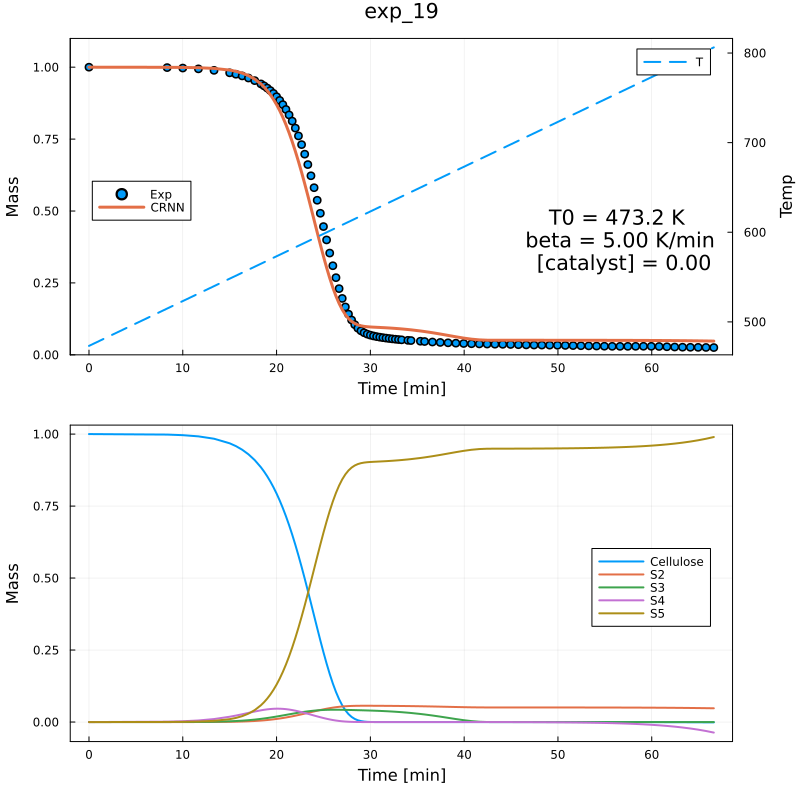 exp_19
1.00
0.75
0.50
0.25
0.00
Mass
800
700
600
500
Temp
T
Exp
CRNN
T0 = 473.2 K
beta = 5.00 K/min
[catalyst] = 0.00
0 10 20 30 40 50 60
Time [min]
1.00
0.75
0.50
0.25
0.00
Mass
Cellulose
S2
S3
S4
S5
0 10 20 30 40 50 60
Time [min]